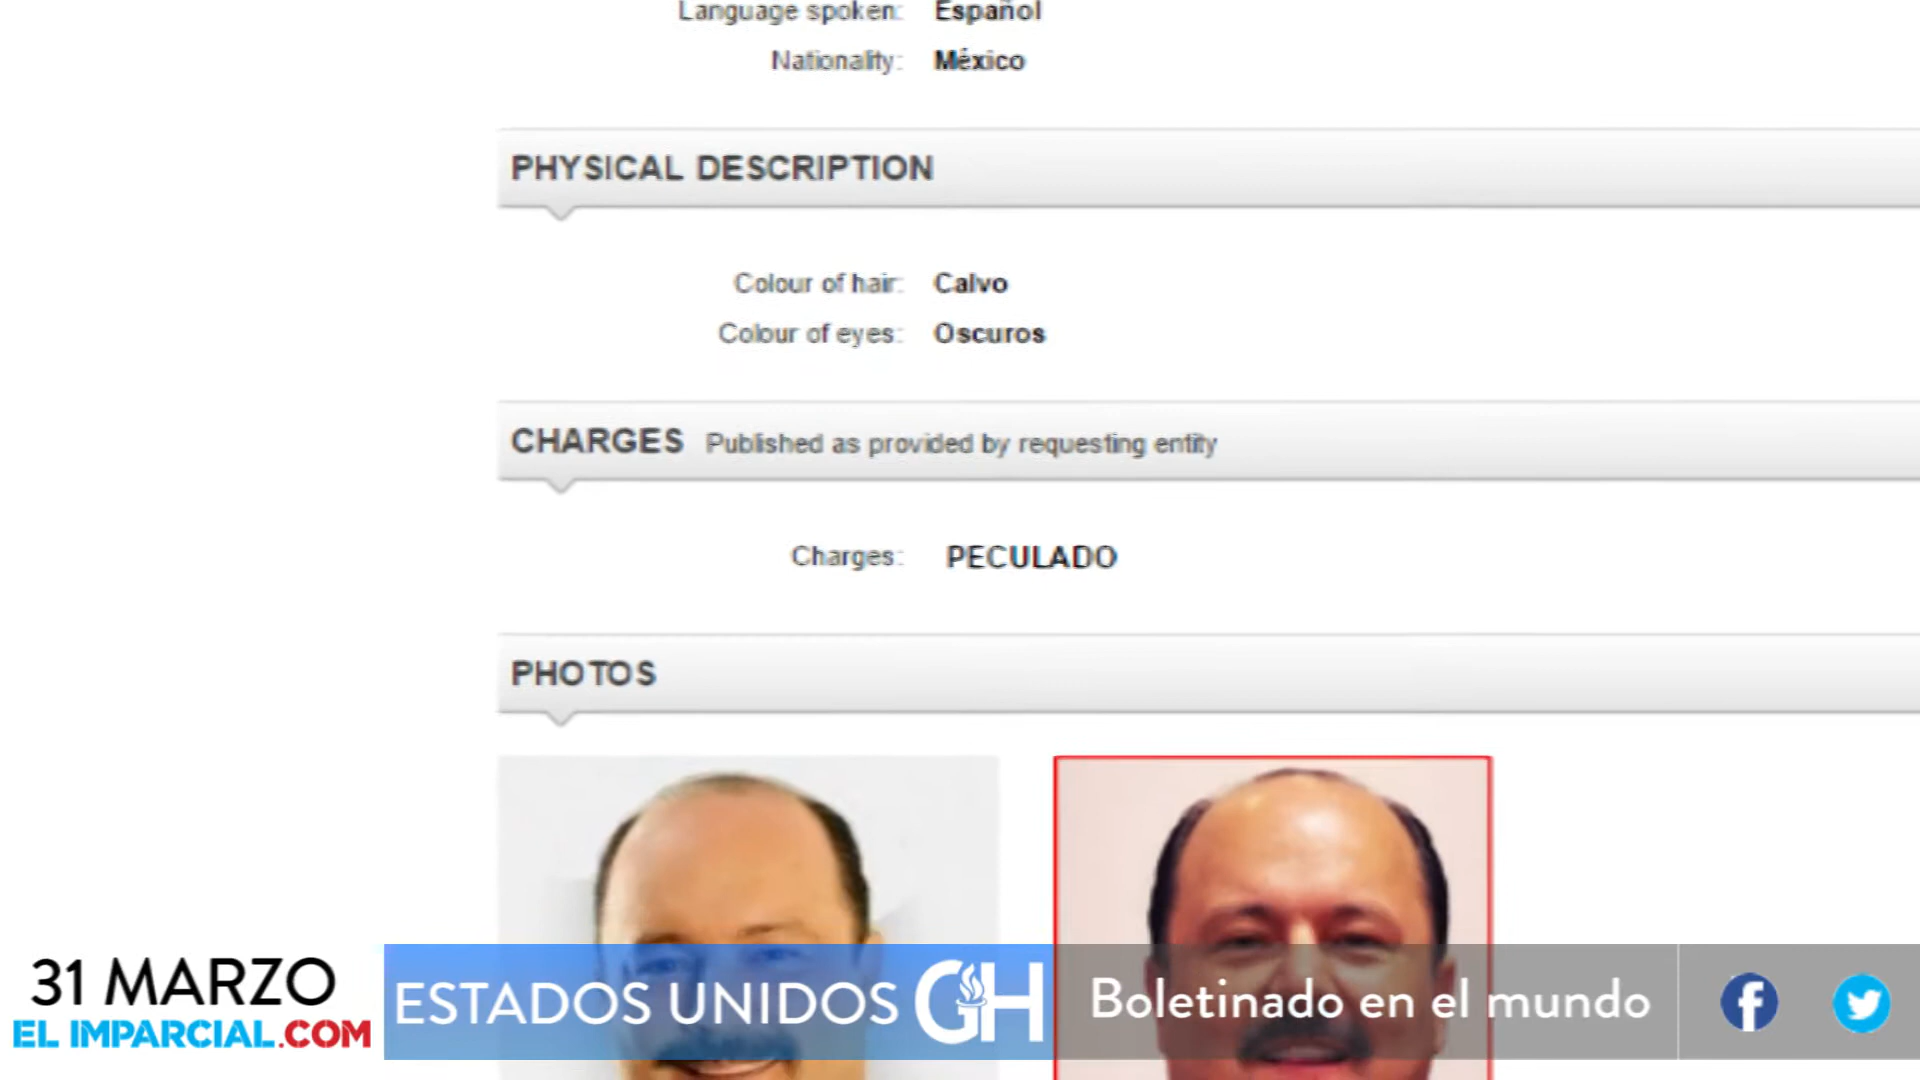 Language spoken: Español
Nationality: México
PHYSICAL DESCRIPTION
Colour of hair: Calvo
Colour of eyes: Oscuros
CHARGES Published as provided by requesting entity
Charges: PECULADO
PHOTOS
31 MARZO
EL IMPARCIAL.COM
ESTADOS UNIDOS GH
Boletinado en el mundo